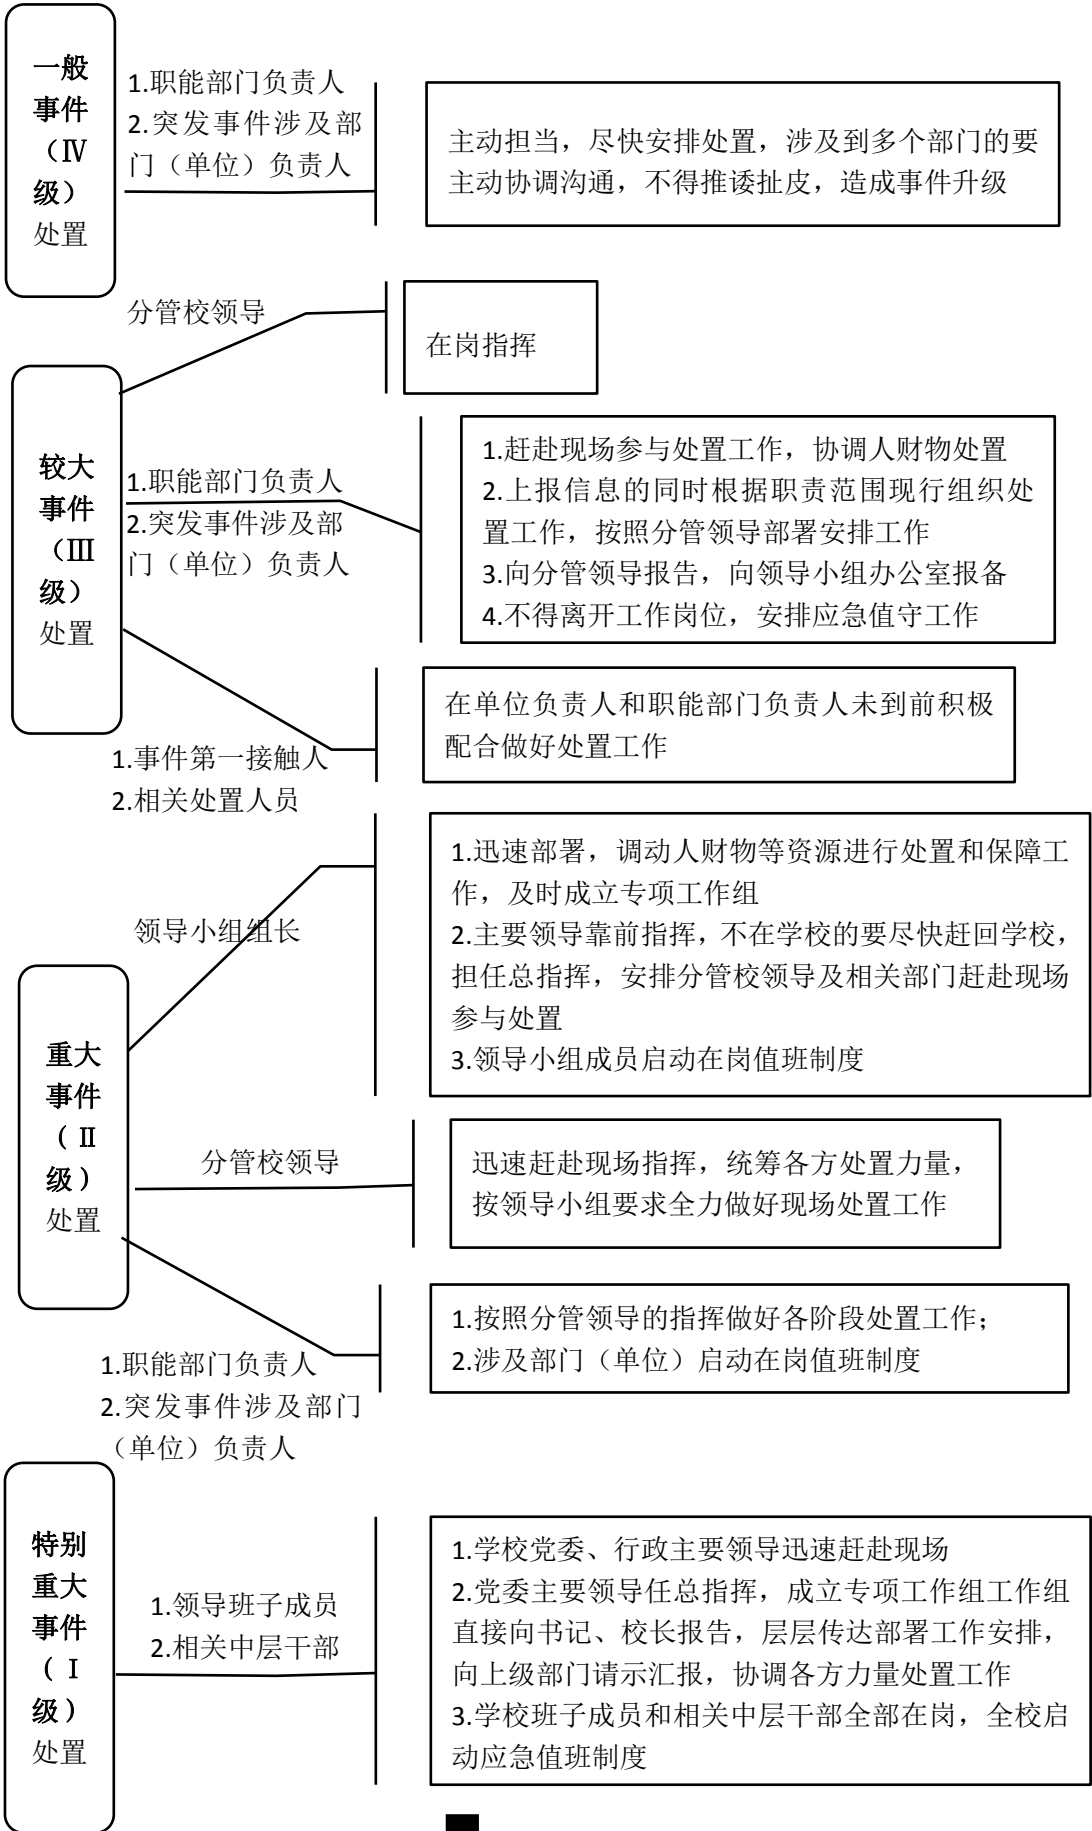 一般
事件
（Ⅳ
级）
处置
1.职能部门负责人
2.突发事件涉及部
门（单位）负责人
主动担当，尽快安排处置，涉及到多个部门的要
主动协调沟通，不得推诿扯皮，造成事件升级
较大
事件
（Ⅲ
级）
处置
分管校领导
在岗指挥
1.职能部门负责人
2.突发事件涉及部
门（单位）负责人
1.赶赴现场参与处置工作，协调人财物处置
2.上报信息的同时根据职责范围现行组织处
置工作，按照分管领导部署安排工作
3.向分管领导报告，向领导小组办公室报备
4.不得离开工作岗位，安排应急值守工作
1.事件第一接触人
2.相关处置人员
在单位负责人和职能部门负责人未到前积极
配合做好处置工作
重大
事件
（Ⅱ
级）
处置
领导小组组长
1.迅速部署，调动人财物等资源进行处置和保障工
作，及时成立专项工作组
2.主要领导靠前指挥，不在学校的要尽快赶回学校，
担任总指挥，安排分管校领导及相关部门赶赴现场
参与处置
3.领导小组成员启动在岗值班制度
分管校领导
迅速赶赴现场指挥，统筹各方处置力量，
按领导小组要求全力做好现场处置工作
1.职能部门负责人
2.突发事件涉及部门
（单位）负责人
1.按照分管领导的指挥做好各阶段处置工作；
2.涉及部门（单位）启动在岗值班制度
特别
重大
事件
（Ⅰ
级）
处置
1.领导班子成员
2.相关中层干部
1.学校党委、行政主要领导迅速赶赴现场
2.党委主要领导任总指挥，成立专项工作组工作组
直接向书记、校长报告，层层传达部署工作安排，
向上级部门请示汇报，协调各方力量处置工作
3.学校班子成员和相关中层干部全部在岗，全校启
动应急值班制度